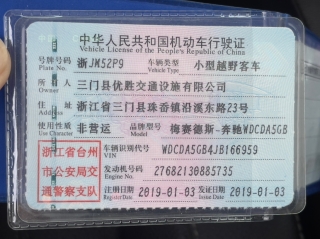 中华人民共和国机动车行驶证
Vehicle License of the People's Republic of China
号牌号码 浙JM52P9 车辆类型 小型越野客车
Plate No. Vehicle Type
所有人 三门县优胜交通设施有限公司
Owner
住址 浙江省三门县珠岙镇沿溪东路23号
Address
使用性质 非营运 品牌型号 梅赛德斯-奔驰WDCDA5GB
Use Character Model
浙江省台州 车辆识别代号 WDCDA5GB4JB166959
VIN
市公安局交 发动机号码 27682130885735
Engine No.
通警察支队 注册日期 2019-01-03 发证日期 2019-01-03
Register Date Issue Date